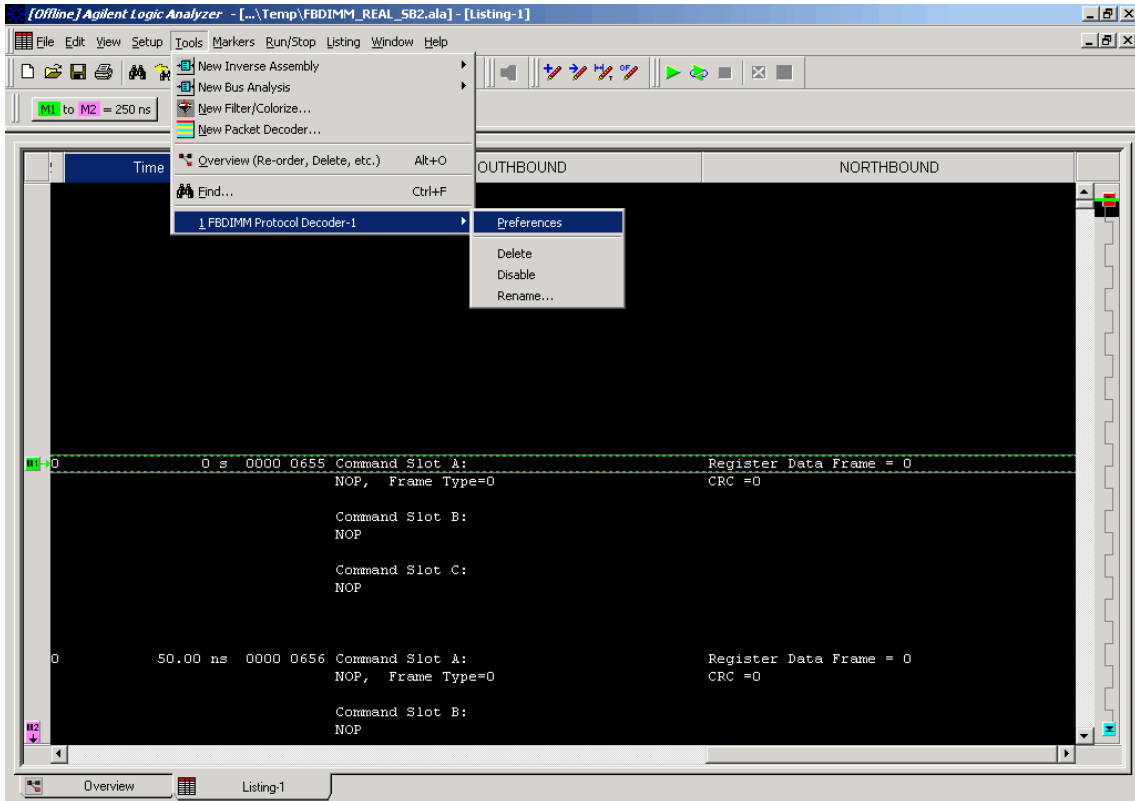 [Offline] Agilent Logic Analyzer - [...\Temp\FBDIMM_REAL_SB2.ala] - [Listing-1]
File Edit View Setup Tools Markers Run/Stop Listing Window Help
New Inverse Assembly
New Bus Analysis
New Filter/Colorize...
New Packet Decoder...
Overview (Re-order, Delete, etc.) Alt+O
Find... Ctrl+F
1 FBDIMM Protocol Decoder-1
Preferences
Delete
Disable
Rename...
M1 to M2 = 250 ns
Time OUTHBOUND NORTHBOUND
M1 0 0 s 0000 0655 Command Slot A: Register Data Frame = 0
NOP, Frame Type=0 CRC =0
Command Slot B:
NOP
Command Slot C:
NOP
0 50.00 ns 0000 0656 Command Slot A: Register Data Frame = 0
NOP, Frame Type=0 CRC =0
Command Slot B:
M2 NOP
Overview Listing-1